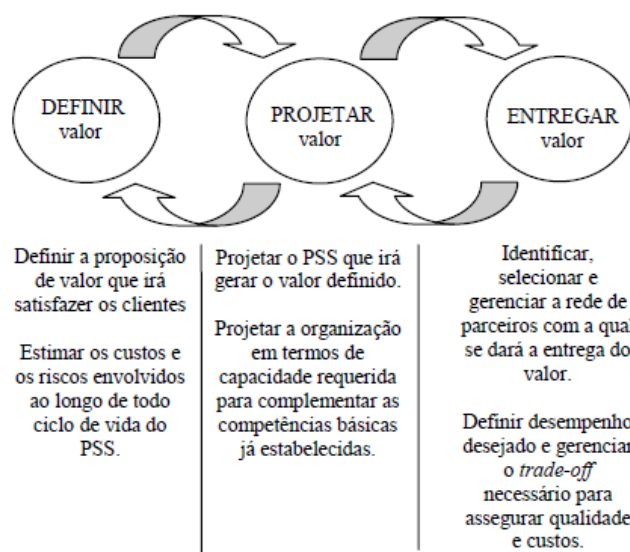 DEFINIR
valor
PROJETAR
valor
ENTREGAR
valor
Definir a proposição
de valor que irá
satisfazer os clientes
Estimar os custos e
os riscos envolvidos
ao longo de todo
ciclo de vida do
PSS.
Projetar o PSS que irá
gerar o valor definido.
Projetar a organização
em termos de
capacidade requerida
para complementar as
competências básicas
já estabelecidas.
Identificar,
selecionar e
gerenciar a rede de
parceiros com a qual
se dará a entrega do
valor.
Definir desempenho
desejado e gerenciar
o trade-off
necessário para
assegurar qualidade
e custos.